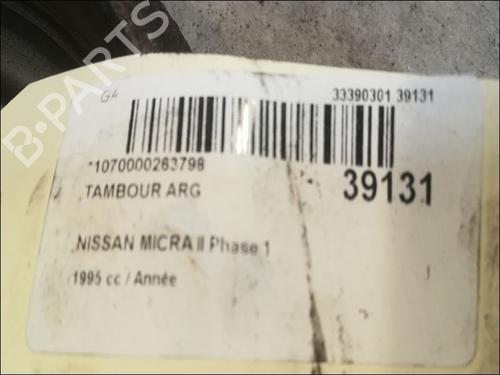 B-PARTS
G4
33390301 39131
*1070000263798
39131
TAMBOUR ARG
NISSAN MICRA II Phase 1
1995 cc / Année